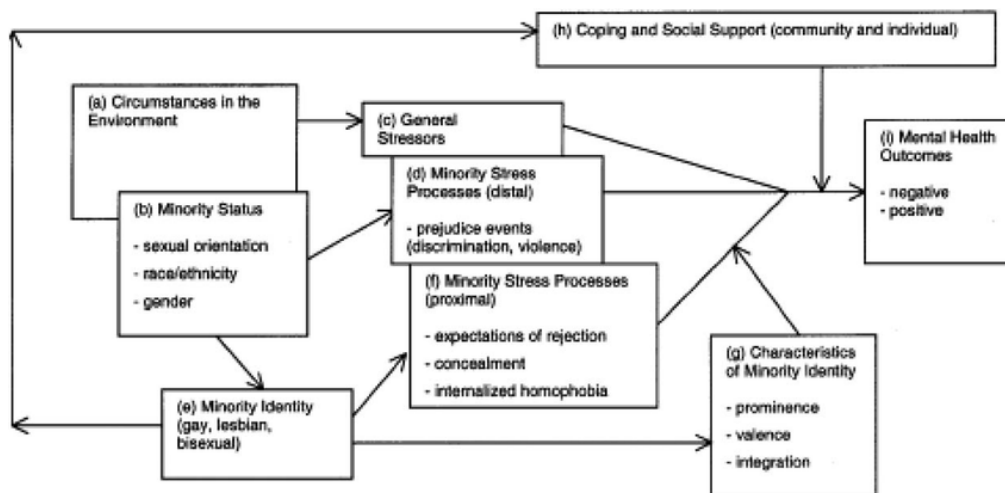 (h) Coping and Social Support (community and individual)
(a) Circumstances in the
Environment
(c) General
Stressors
(i) Mental Health
Outcomes
- negative
- positive
(d) Minority Stress
Processes (distal)
- prejudice events
(discrimination, violence)
(b) Minority Status
- sexual orientation
- race/ethnicity
- gender
(f) Minority Stress Processes
(proximal)
- expectations of rejection
- concealment
- internalized homophobia
(g) Characteristics
of Minority Identity
- prominence
- valence
- integration
(e) Minority Identity
(gay, lesbian,
bisexual)